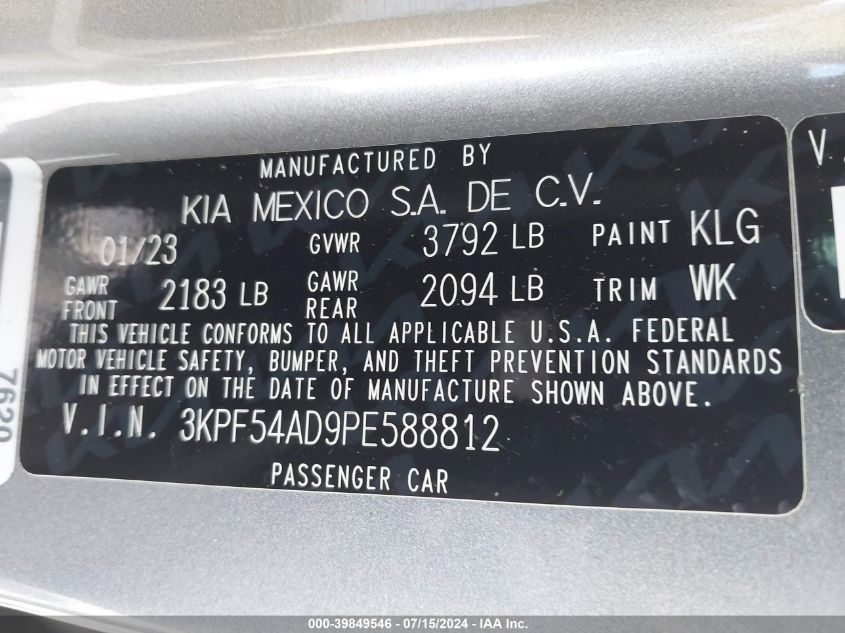 MANUFACTURED BY
KIA MEXICO S.A. DE C.V.
01/23 GVWR 3792 LB PAINT KLG
GAWR FRONT 2183 LB GAWR REAR 2094 LB TRIM WK
THIS VEHICLE CONFORMS TO ALL APPLICABLE U.S.A. FEDERAL
MOTOR VEHICLE SAFETY, BUMPER, AND THEFT PREVENTION STANDARDS
IN EFFECT ON THE DATE OF MANUFACTURE SHOWN ABOVE.
V.I.N. 3KPF54AD9PE588812
PASSENGER CAR
7620
V.
000-39849546 - 07/15/2024 - IAA Inc.